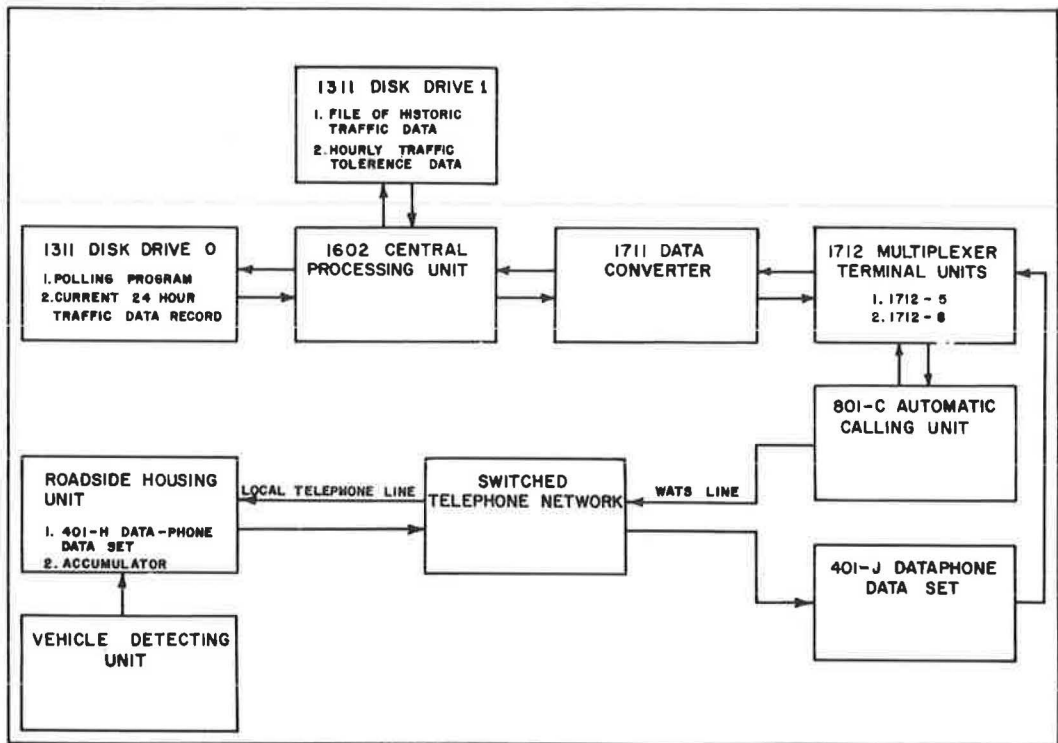 1311 DISK DRIVE 1
1. FILE OF HISTORIC
TRAFFIC DATA
2. HOURLY TRAFFIC
TOLERENCE DATA
1311 DISK DRIVE 0
1. POLLING PROGRAM
2. CURRENT 24 HOUR
TRAFFIC DATA RECORD
1602 CENTRAL
PROCESSING UNIT
1711 DATA
CONVERTER
1712 MULTIPLEXER
TERMINAL UNITS
1. 1712-5
2. 1712-6
801-C AUTOMATIC
CALLING UNIT
ROADSIDE HOUSING
UNIT
1. 401-H DATA-PHONE
DATA SET
2. ACCUMULATOR
LOCAL TELEPHONE LINE
SWITCHED
TELEPHONE NETWORK
WATS LINE
401-J DATAPHONE
DATA SET
VEHICLE DETECTING
UNIT